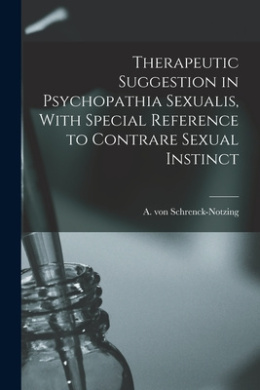 Therapeutic
Suggestion in
Psychopathia Sexualis,
With Special Reference
to Contrare Sexual
Instinct
A. von Schrenck-Notzing